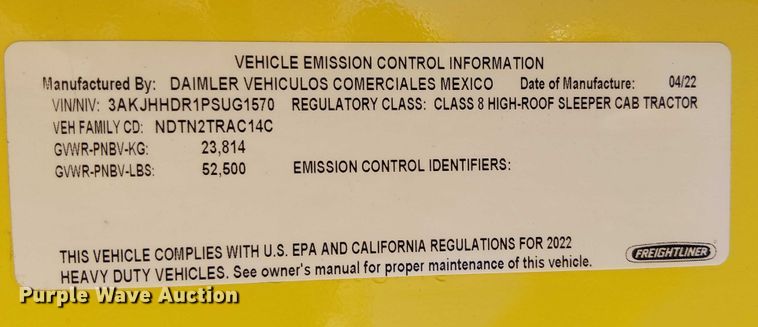 VEHICLE EMISSION CONTROL INFORMATION
Manufactured By: DAIMLER VEHICULOS COMERCIALES MEXICO Date of Manufacture: 04/22
VIN/NIV: 3AKJHHDR1PSUG1570 REGULATORY CLASS: CLASS 8 HIGH-ROOF SLEEPER CAB TRACTOR
VEH FAMILY CD: NDTN2TRAC14C
GVWR-PNBV-KG: 23,814
GVWR-PNBV-LBS: 52,500 EMISSION CONTROL IDENTIFIERS:
THIS VEHICLE COMPLIES WITH U.S. EPA AND CALIFORNIA REGULATIONS FOR 2022
HEAVY DUTY VEHICLES. See owner's manual for proper maintenance of this vehicle.
FREIGHTLINER
Purple Wave Auction